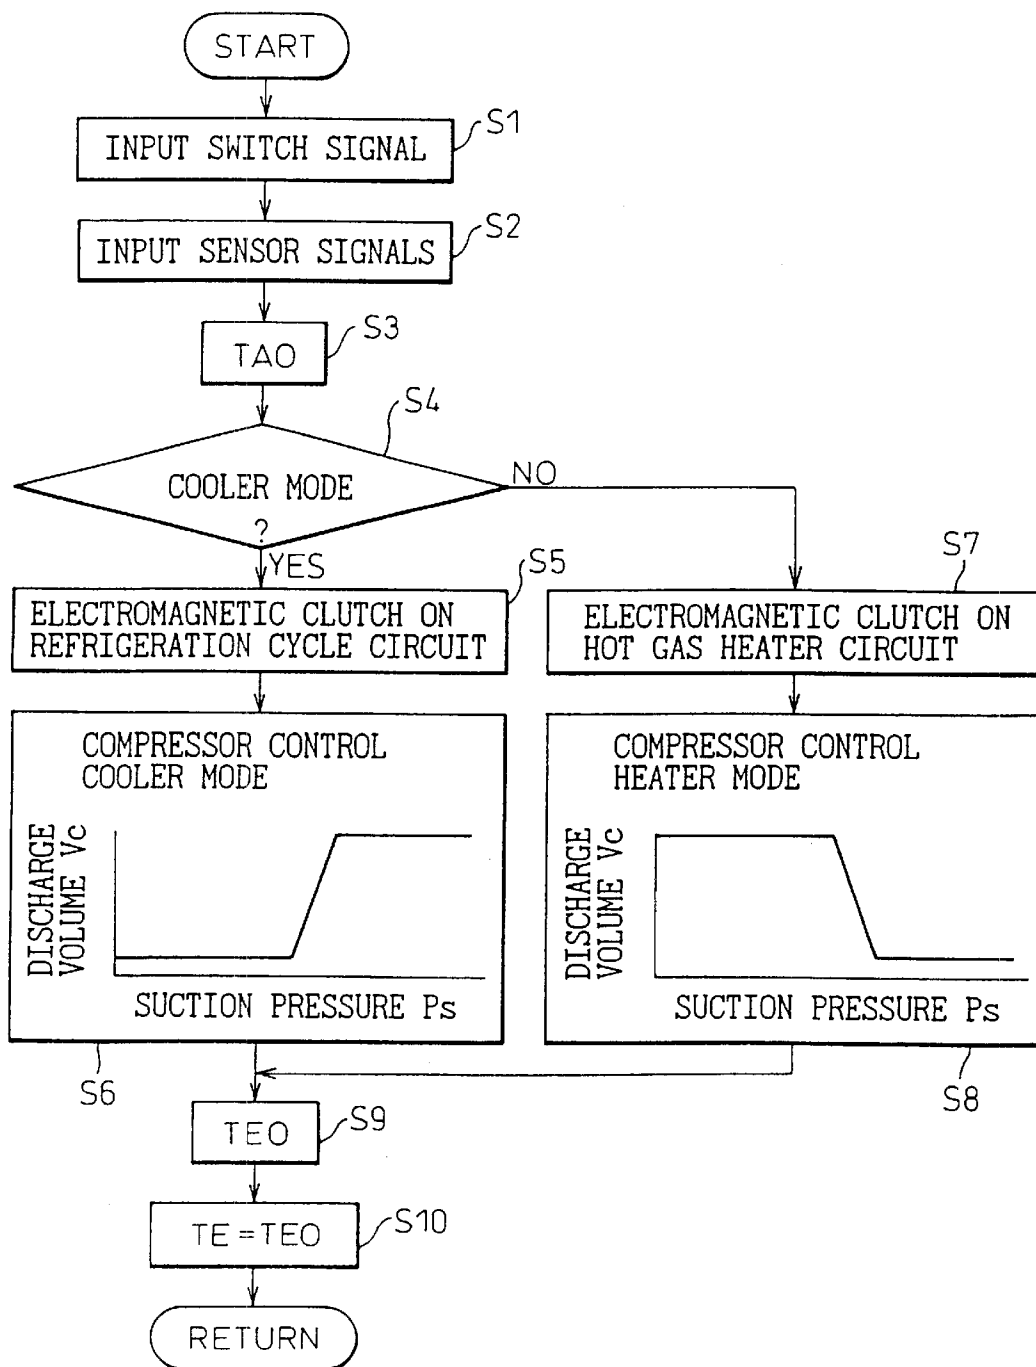 START
INPUT SWITCH SIGNAL
S1
INPUT SENSOR SIGNALS
S2
TAO
S3
COOLER MODE
?
S4
NO
YES
ELECTROMAGNETIC CLUTCH ON
REFRIGERATION CYCLE CIRCUIT
S5
ELECTROMAGNETIC CLUTCH ON
HOT GAS HEATER CIRCUIT
S7
COMPRESSOR CONTROL
COOLER MODE
DISCHARGE
VOLUME Vc
SUCTION PRESSURE Ps
S6
COMPRESSOR CONTROL
HEATER MODE
DISCHARGE
VOLUME Vc
SUCTION PRESSURE Ps
S8
TEO
S9
TE=TEO
S10
RETURN